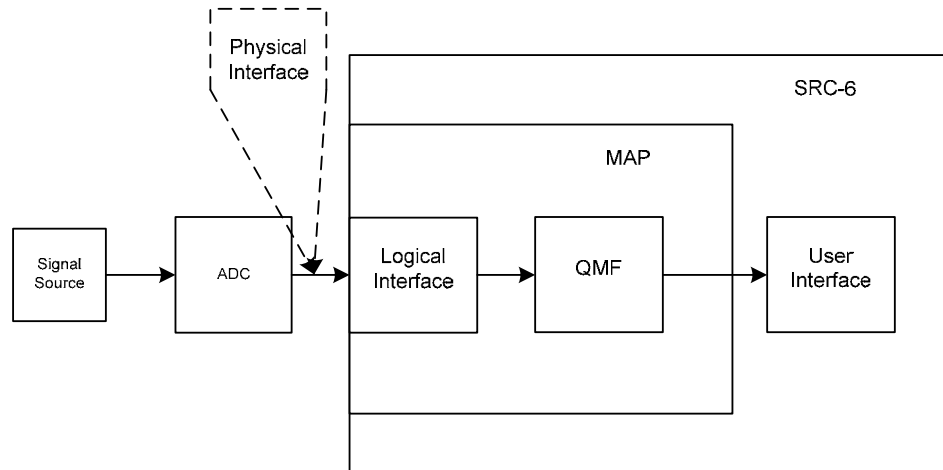 Physical
Interface
SRC-6
MAP
Signal
Source
ADC
Logical
Interface
QMF
User
Interface